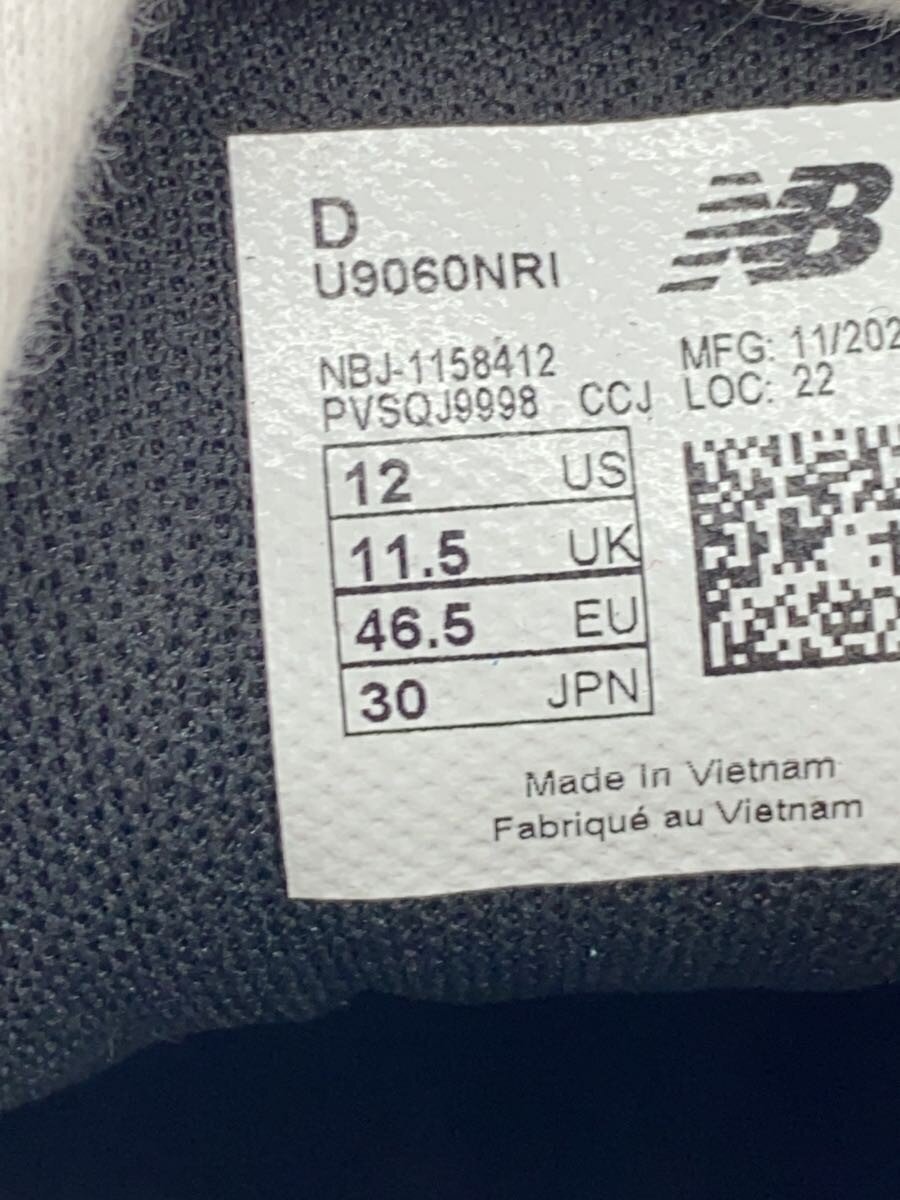 D
NB
U9060NRI
NBJ-1158412
PVSQJ9998 CCJ
MFG: 11/202
LOC: 22
12 US
11.5 UK
46.5 EU
30 JPN
Made in Vietnam
Fabriqué au Vietnam